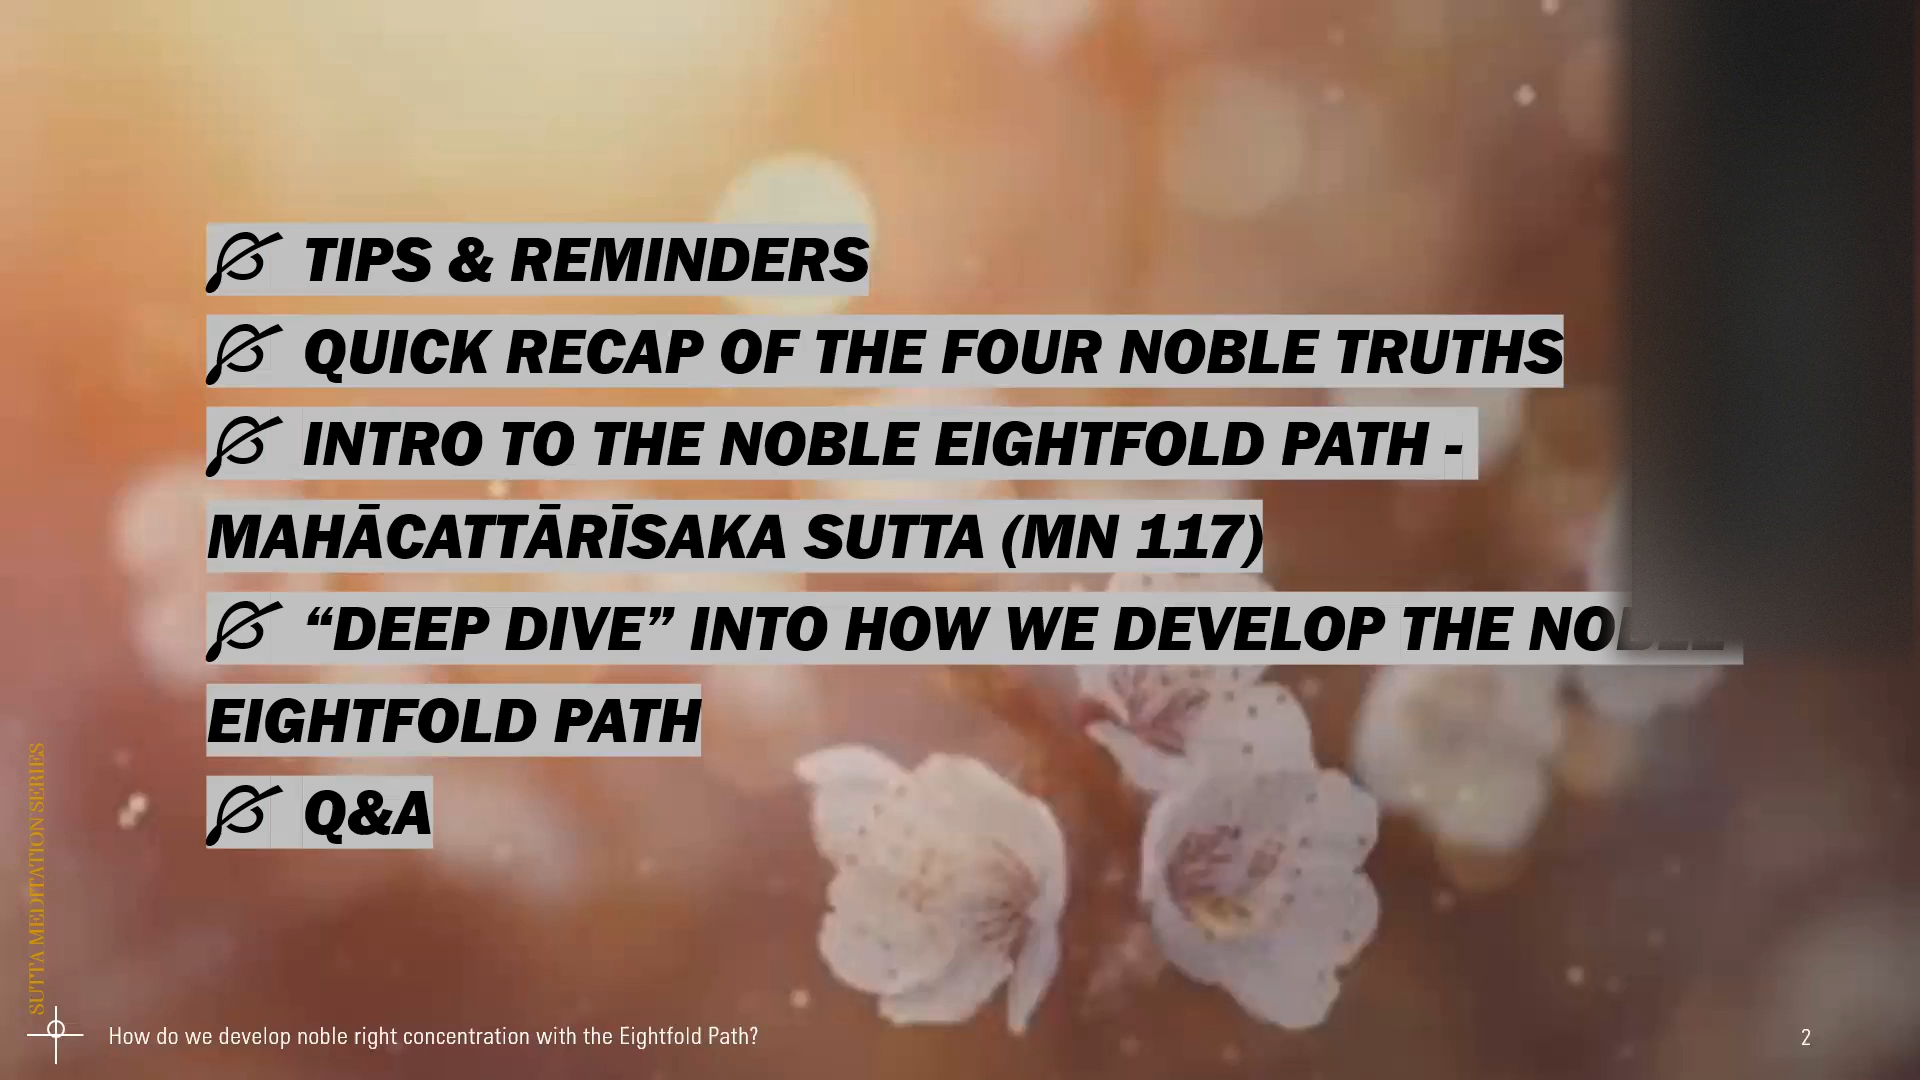 TIPS & REMINDERS
QUICK RECAP OF THE FOUR NOBLE TRUTHS
INTRO TO THE NOBLE EIGHTFOLD PATH -
MAHĀCATTĀRĪSAKA SUTTA (MN 117)
“DEEP DIVE” INTO HOW WE DEVELOP THE NOBLE
EIGHTFOLD PATH
Q&A
SUTTA MEDITATION SERIES
How do we develop noble right concentration with the Eightfold Path?
2